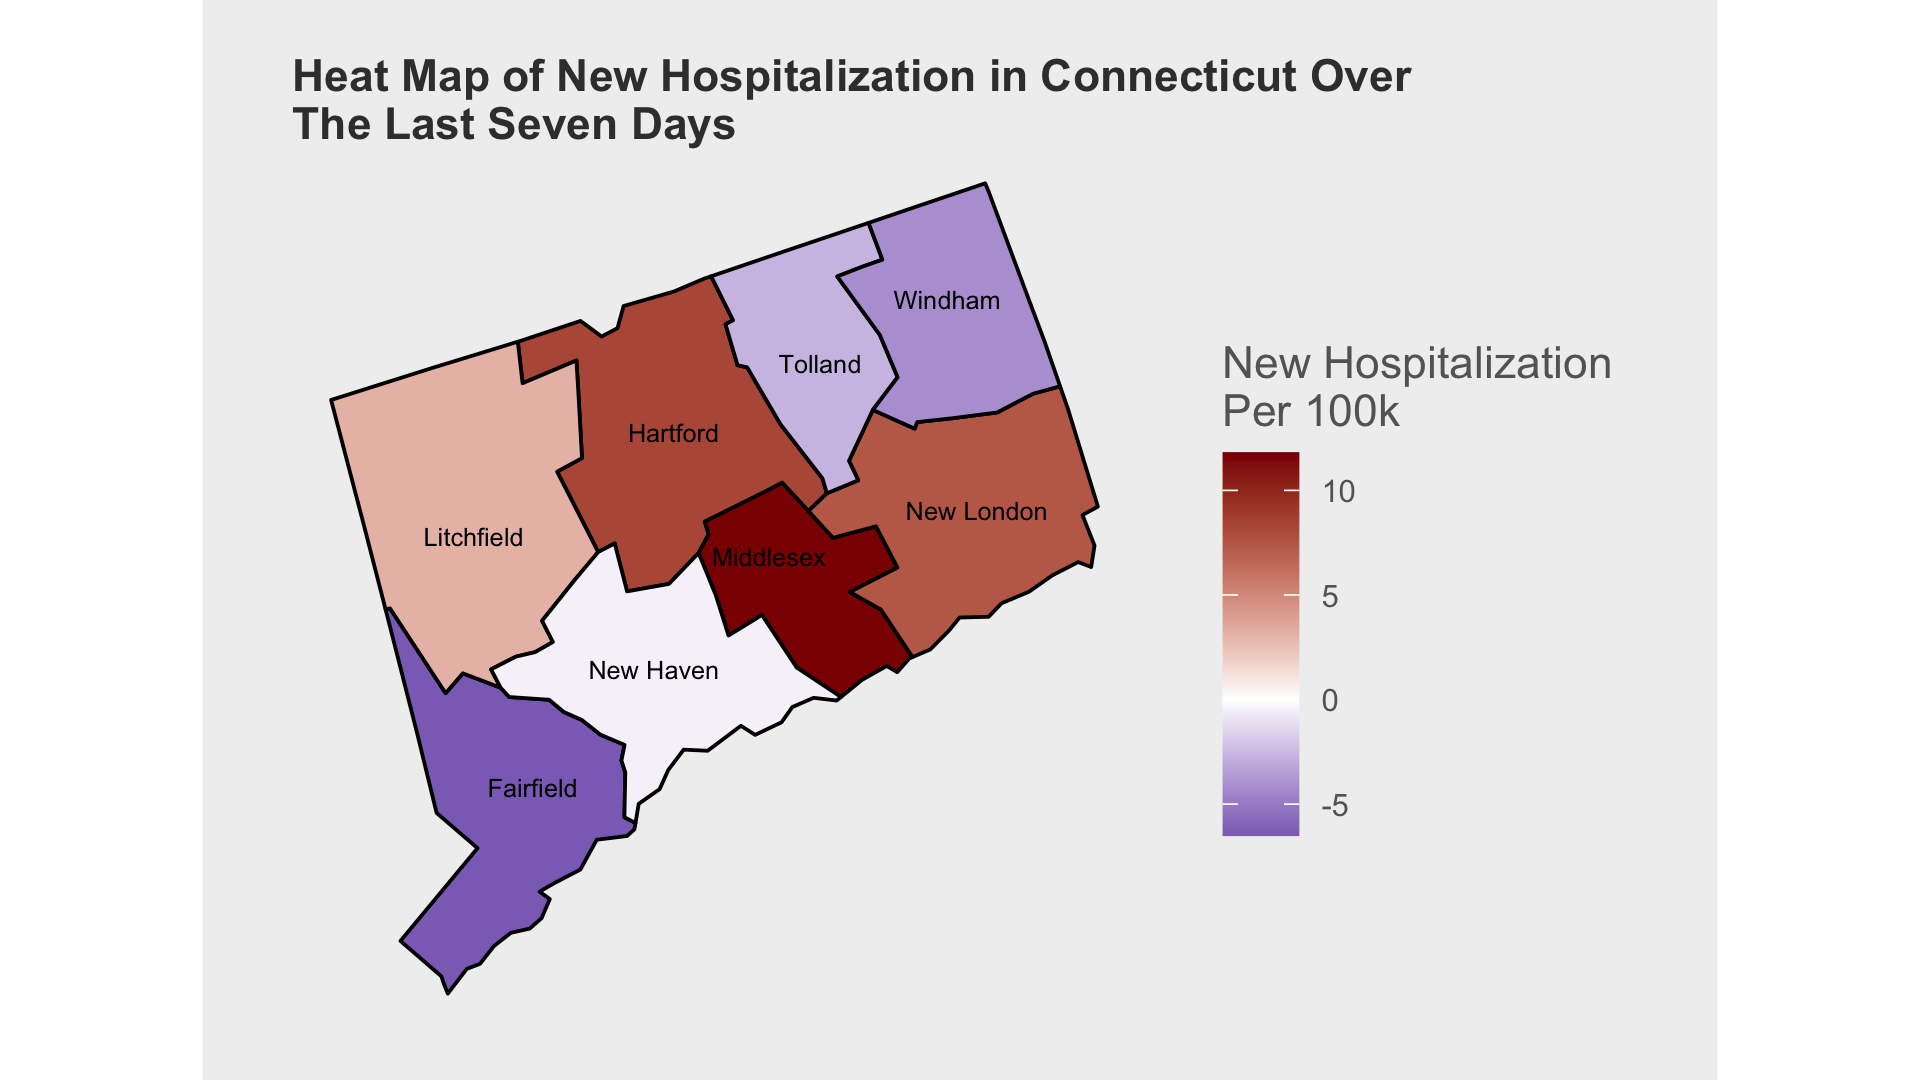 Heat Map of New Hospitalization in Connecticut Over
The Last Seven Days
Windham
Tolland
Hartford
New London
Litchfield
Middlesex
New Haven
Fairfield
New Hospitalization
Per 100k
10
5
0
-5